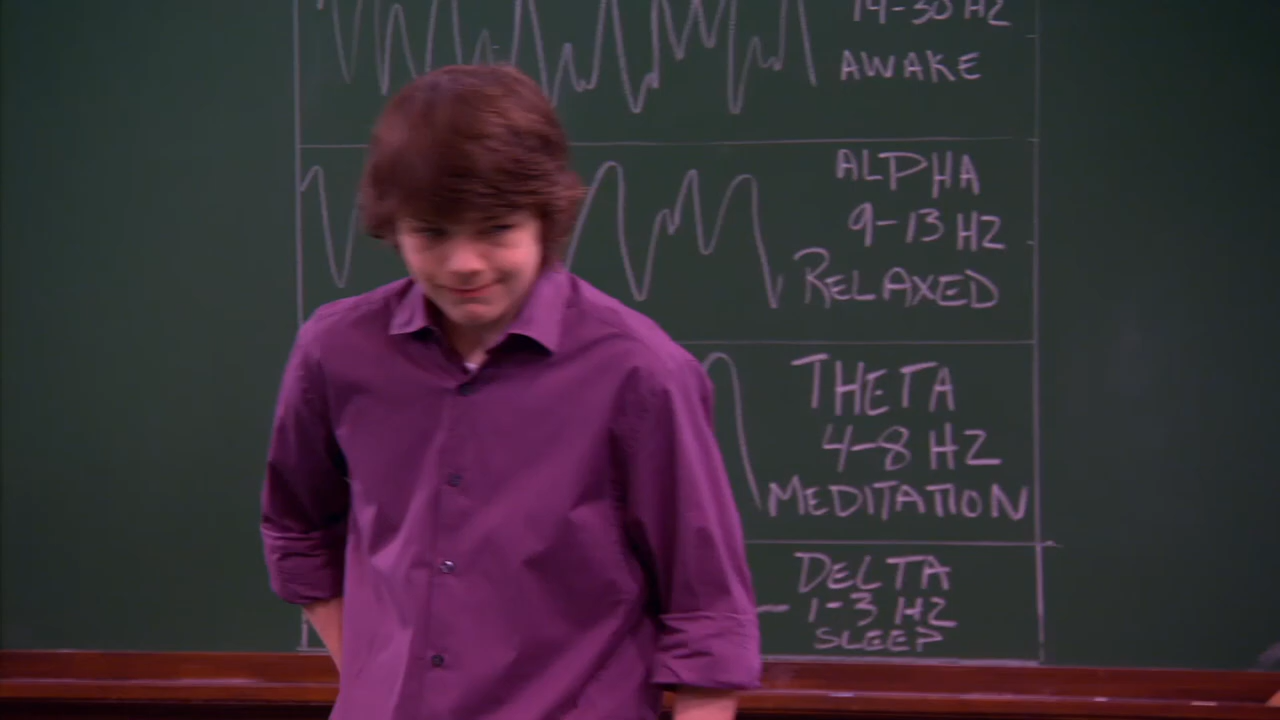 14-30 HZ
AWAKE
ALPHA
9-13 HZ
RELAXED
THETA
4-8 HZ
MEDITATION
DELTA
1-3 HZ
SLEEP